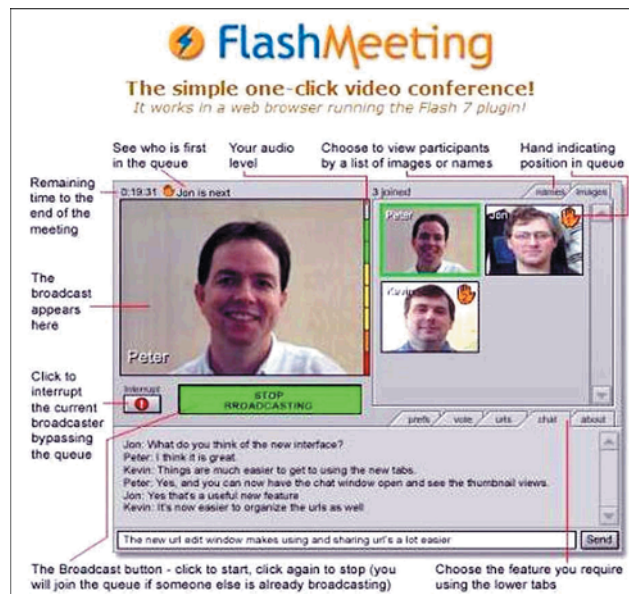 FlashMeeting
The simple one-click video conference!
It works in a web browser running the Flash 7 plugin!
See who is first
in the queue
Your audio
level
Choose to view participants
by a list of images or names
Hand indicating
position in queue
Remaining
time to the
end of the
meeting
0:19:31 Jon is next
3 joined
names
images
Peter
Jon
Kevin
The
broadcast
appears
here
Peter
Click to
interrupt
the current
broadcaster
bypassing
the queue
Interrupt
STOP
BROADCASTING
prefs
vote
urls
chat
about
Jon: What do you think of the new interface?
Peter: I think it is great.
Kevin: Things are much easier to get to using the new tabs.
Peter: Yes, and you can now have the chat window open and see the thumbnail views.
Jon: Yes that's a useful new feature
Kevin: It's now easier to organize the urls as well
The new url edit window makes using and sharing url's a lot easier
Send
The Broadcast button - click to start, click again to stop (you
will join the queue if someone else is already broadcasting)
Choose the feature you require
using the lower tabs